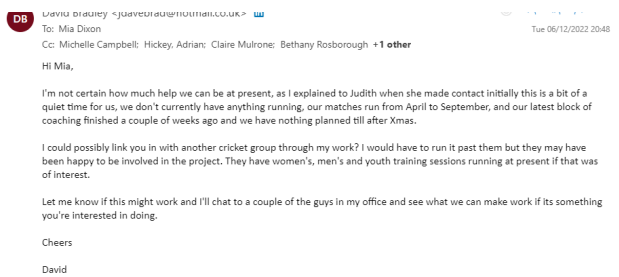 DB
David Bradley <judavebrad@hotmail.co.uk>
To: Mia Dixon
Tue 06/12/2022 20:48
Cc: Michelle Campbell; Hickey, Adrian; Claire Mulrone; Bethany Rosborough +1 other
Hi Mia,
I'm not certain how much help we can be at present, as I explained to Judith when she made contact initially this is a bit of a
quiet time for us, we don't currently have anything running, our matches run from April to September, and our latest block of
coaching finished a couple of weeks ago and we have nothing planned till after Xmas.
I could possibly link you in with another cricket group through my work? I would have to run it past them but they may have
been happy to be involved in the project. They have women's, men's and youth training sessions running at present if that was
of interest.
Let me know if this might work and I'll chat to a couple of the guys in my office and see what we can make work if its something
you're interested in doing.
Cheers
David